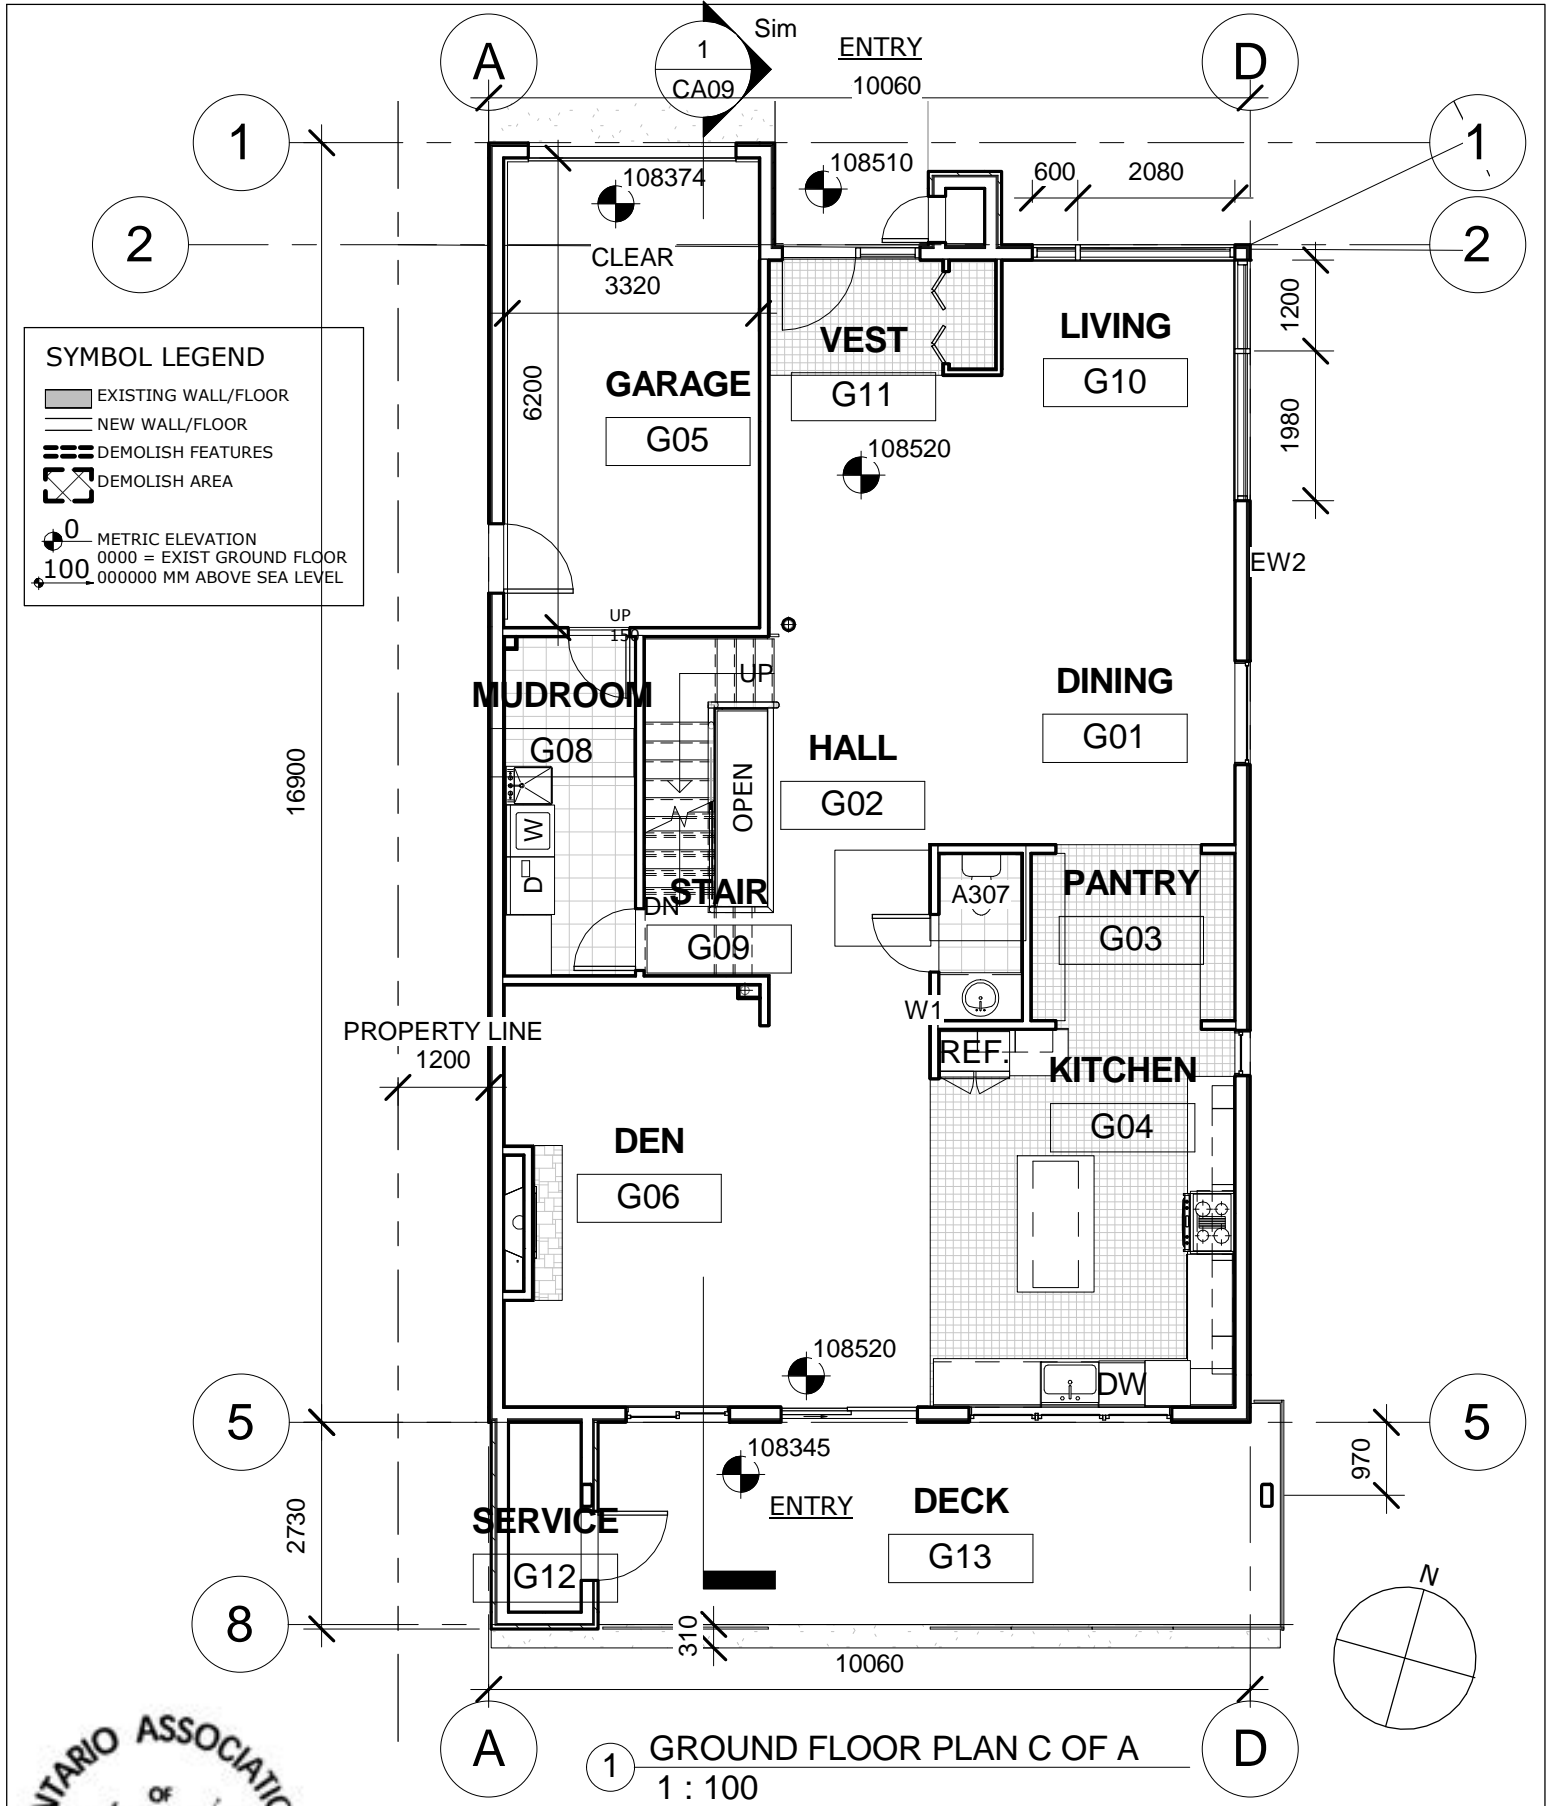 A
1
CA09
Sim
ENTRY
10060
D
1
1
2
2
108374
108510
600
2080
CLEAR
3320
6200
1200
1980
SYMBOL LEGEND
EXISTING WALL/FLOOR
NEW WALL/FLOOR
DEMOLISH FEATURES
DEMOLISH AREA
0
METRIC ELEVATION
0000 = EXIST GROUND FLOOR
100
000000 MM ABOVE SEA LEVEL
GARAGE
G05
VEST
G11
LIVING
G10
108520
EW2
UP
150
MUDROOM
G08
UP
HALL
G02
DINING
G01
16900
OPEN
W
D
STAIR
DN
G09
A307
PANTRY
G03
W1
PROPERTY LINE
1200
REF.
KITCHEN
G04
DEN
G06
108520
DW
5
5
108345
970
ENTRY
DECK
G13
SERVICE
G12
2730
8
310
10060
N
A
D
1
GROUND FLOOR PLAN C OF A
1 : 100
NTARIO ASSOCIATIO
OF